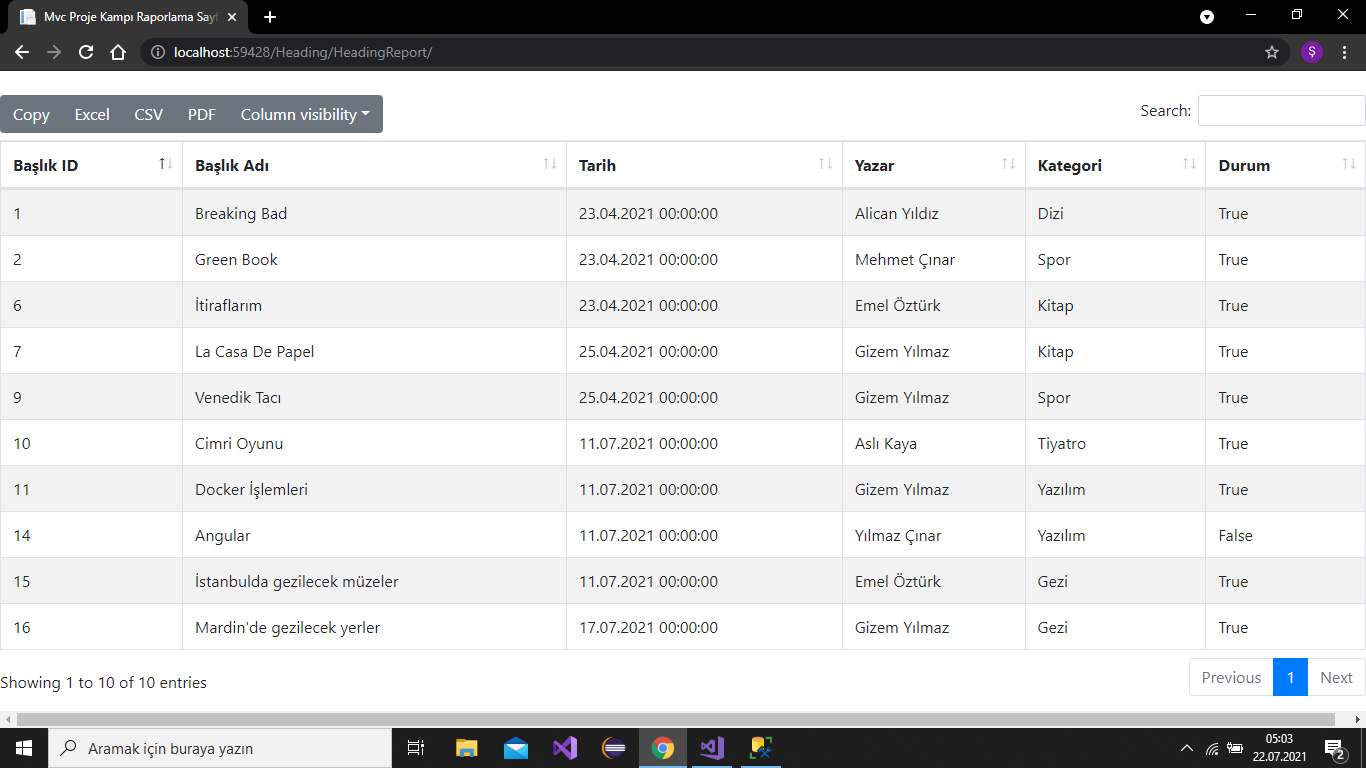 Mvc Proje Kampı Raporlama Sayf
localhost:59428/Heading/HeadingReport/
Ş
Copy Excel CSV PDF Column visibility
Search:
Başlık ID Başlık Adı Tarih Yazar Kategori Durum
1 Breaking Bad 23.04.2021 00:00:00 Alican Yıldız Dizi True
2 Green Book 23.04.2021 00:00:00 Mehmet Çınar Spor True
6 İtiraflarım 23.04.2021 00:00:00 Emel Öztürk Kitap True
7 La Casa De Papel 25.04.2021 00:00:00 Gizem Yılmaz Kitap True
9 Venedik Tacı 25.04.2021 00:00:00 Gizem Yılmaz Spor True
10 Cimri Oyunu 11.07.2021 00:00:00 Aslı Kaya Tiyatro True
11 Docker İşlemleri 11.07.2021 00:00:00 Gizem Yılmaz Yazılım True
14 Angular 11.07.2021 00:00:00 Yılmaz Çınar Yazılım False
15 İstanbulda gezilecek müzeler 11.07.2021 00:00:00 Emel Öztürk Gezi True
16 Mardin'de gezilecek yerler 17.07.2021 00:00:00 Gizem Yılmaz Gezi True
Showing 1 to 10 of 10 entries
Previous 1 Next
Aramak için buraya yazın
05:03
22.07.2021
2